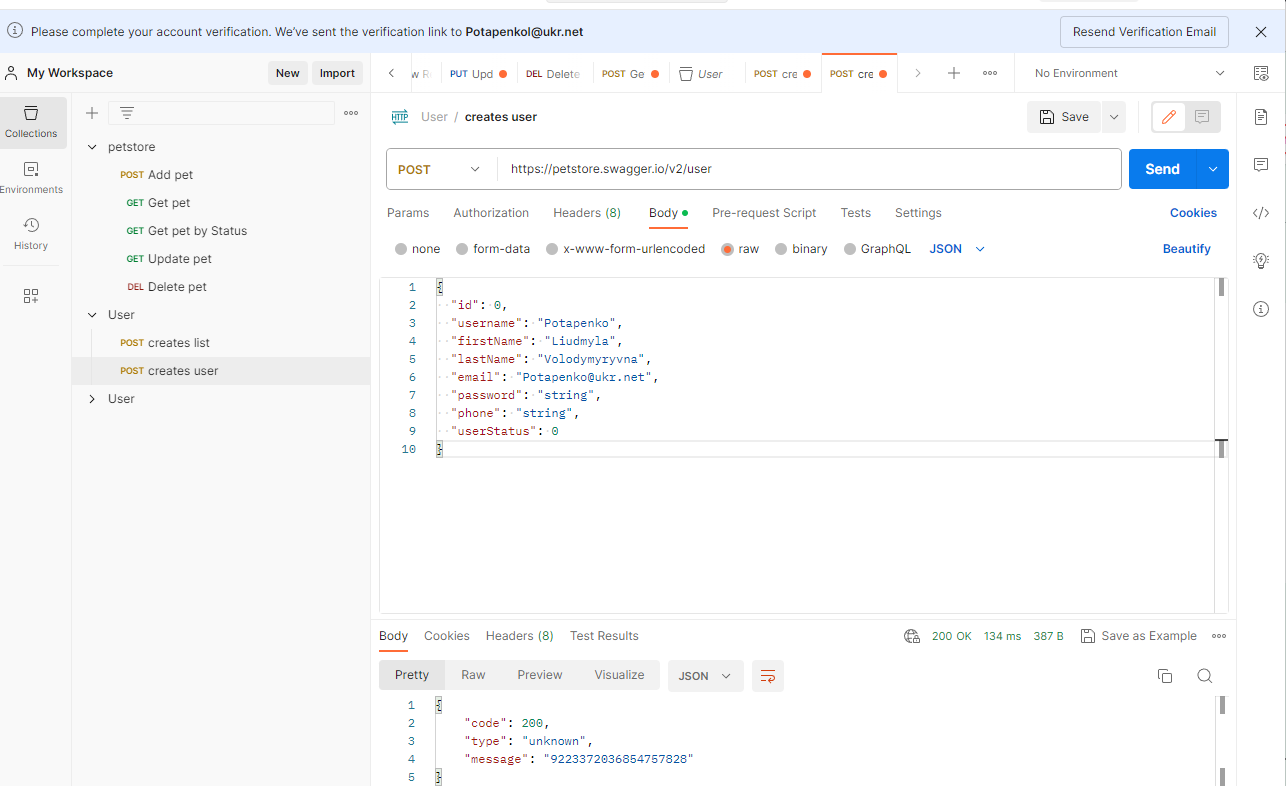 Please complete your account verification. We've sent the verification link to Potapenkol@ukr.net
Resend Verification Email
My Workspace
New
Import
PUT Upd
DEL Delete
POST Ge
User
POST cre
POST cre
No Environment
Collections
Environments
History
petstore
POST Add pet
GET Get pet
GET Get pet by Status
GET Update pet
DEL Delete pet
User
POST creates list
POST creates user
User
HTTP
User / creates user
Save
POST
https://petstore.swagger.io/v2/user
Send
Params
Authorization
Headers (8)
Body
Pre-request Script
Tests
Settings
Cookies
none
form-data
x-www-form-urlencoded
raw
binary
GraphQL
JSON
Beautify
1 {
2 "id": 0,
3 "username": "Potapenko",
4 "firstName": "Liudmyla",
5 "lastName": "Volodymyryvna",
6 "email": "Potapenko@ukr.net",
7 "password": "string",
8 "phone": "string",
9 "userStatus": 0
10 }
Body
Cookies
Headers (8)
Test Results
200 OK
134 ms
387 B
Save as Example
Pretty
Raw
Preview
Visualize
JSON
1 {
2 "code": 200,
3 "type": "unknown",
4 "message": "9223372036854757828"
5 }